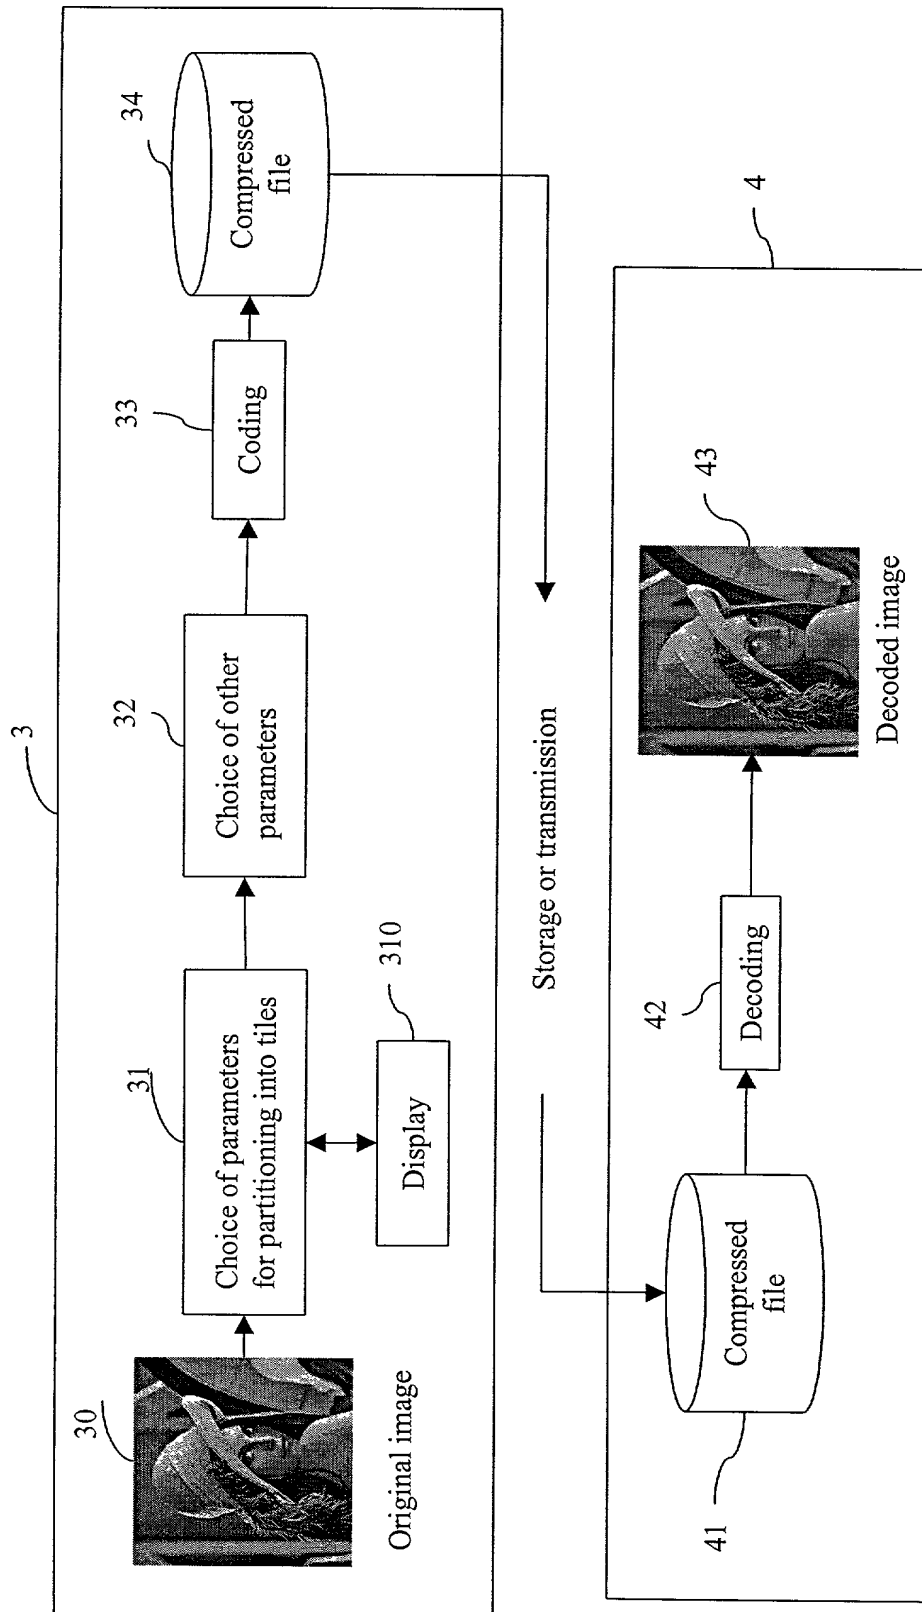 3
30
Original image
31
Choice of parameters
for partitioning into tiles
310
Display
32
Choice of other
parameters
33
Coding
34
Compressed
file
Storage or transmission
4
41
Compressed
file
42
Decoding
43
Decoded image